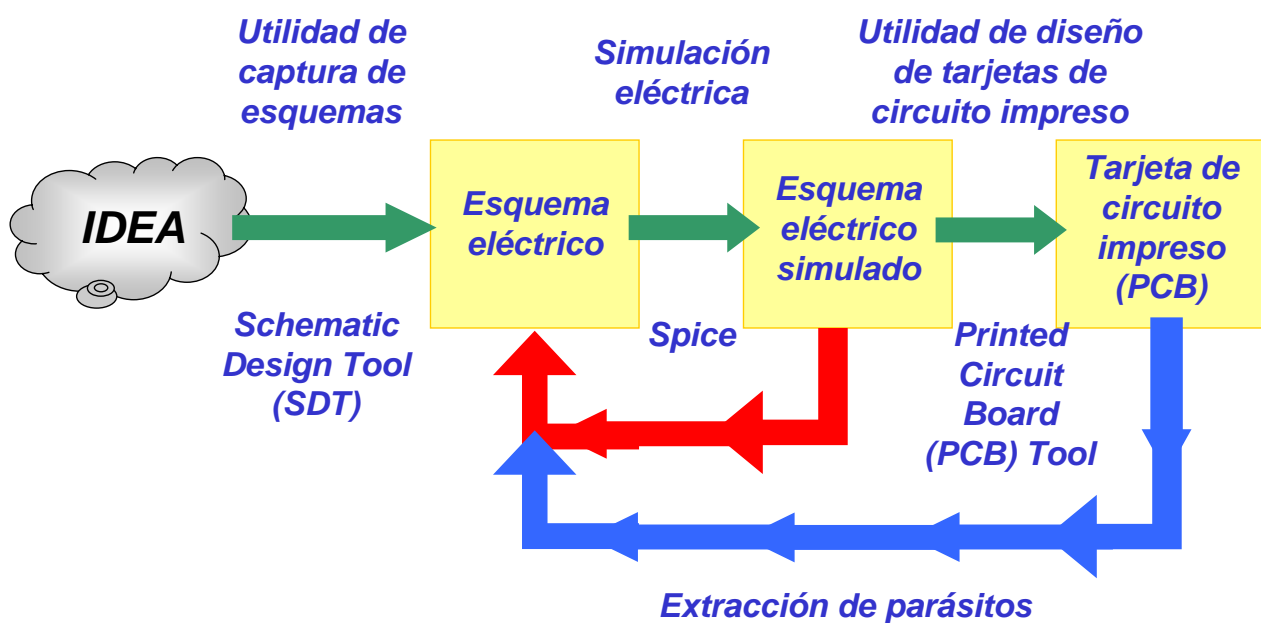 Utilidad de
captura de
esquemas
Simulación
eléctrica
Utilidad de diseño
de tarjetas de
circuito impreso
IDEA
Esquema
eléctrico
Esquema
eléctrico
simulado
Tarjeta de
circuito
impreso
(PCB)
Schematic
Design Tool
(SDT)
Spice
Printed
Circuit
Board
(PCB) Tool
Extracción de parásitos